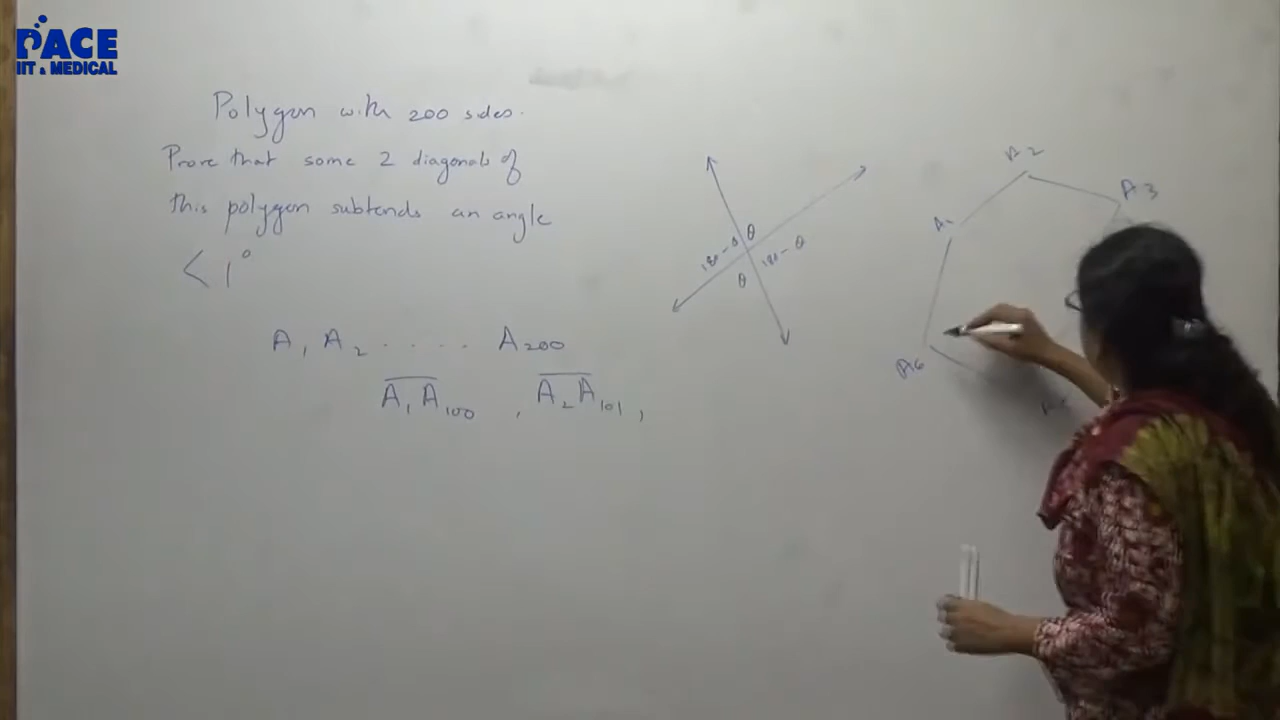 PACE
IIT & MEDICAL
Polygon with 200 sides.
Prove that some 2 diagonals of
this polygon subtends an angle
< 1°
A₁ A₂ ..... A₂₀₀
A₁A₁₀₀ , A₂A₁₀₁ ,
180-θ θ
θ 180-θ
A2
A3
A1
A6